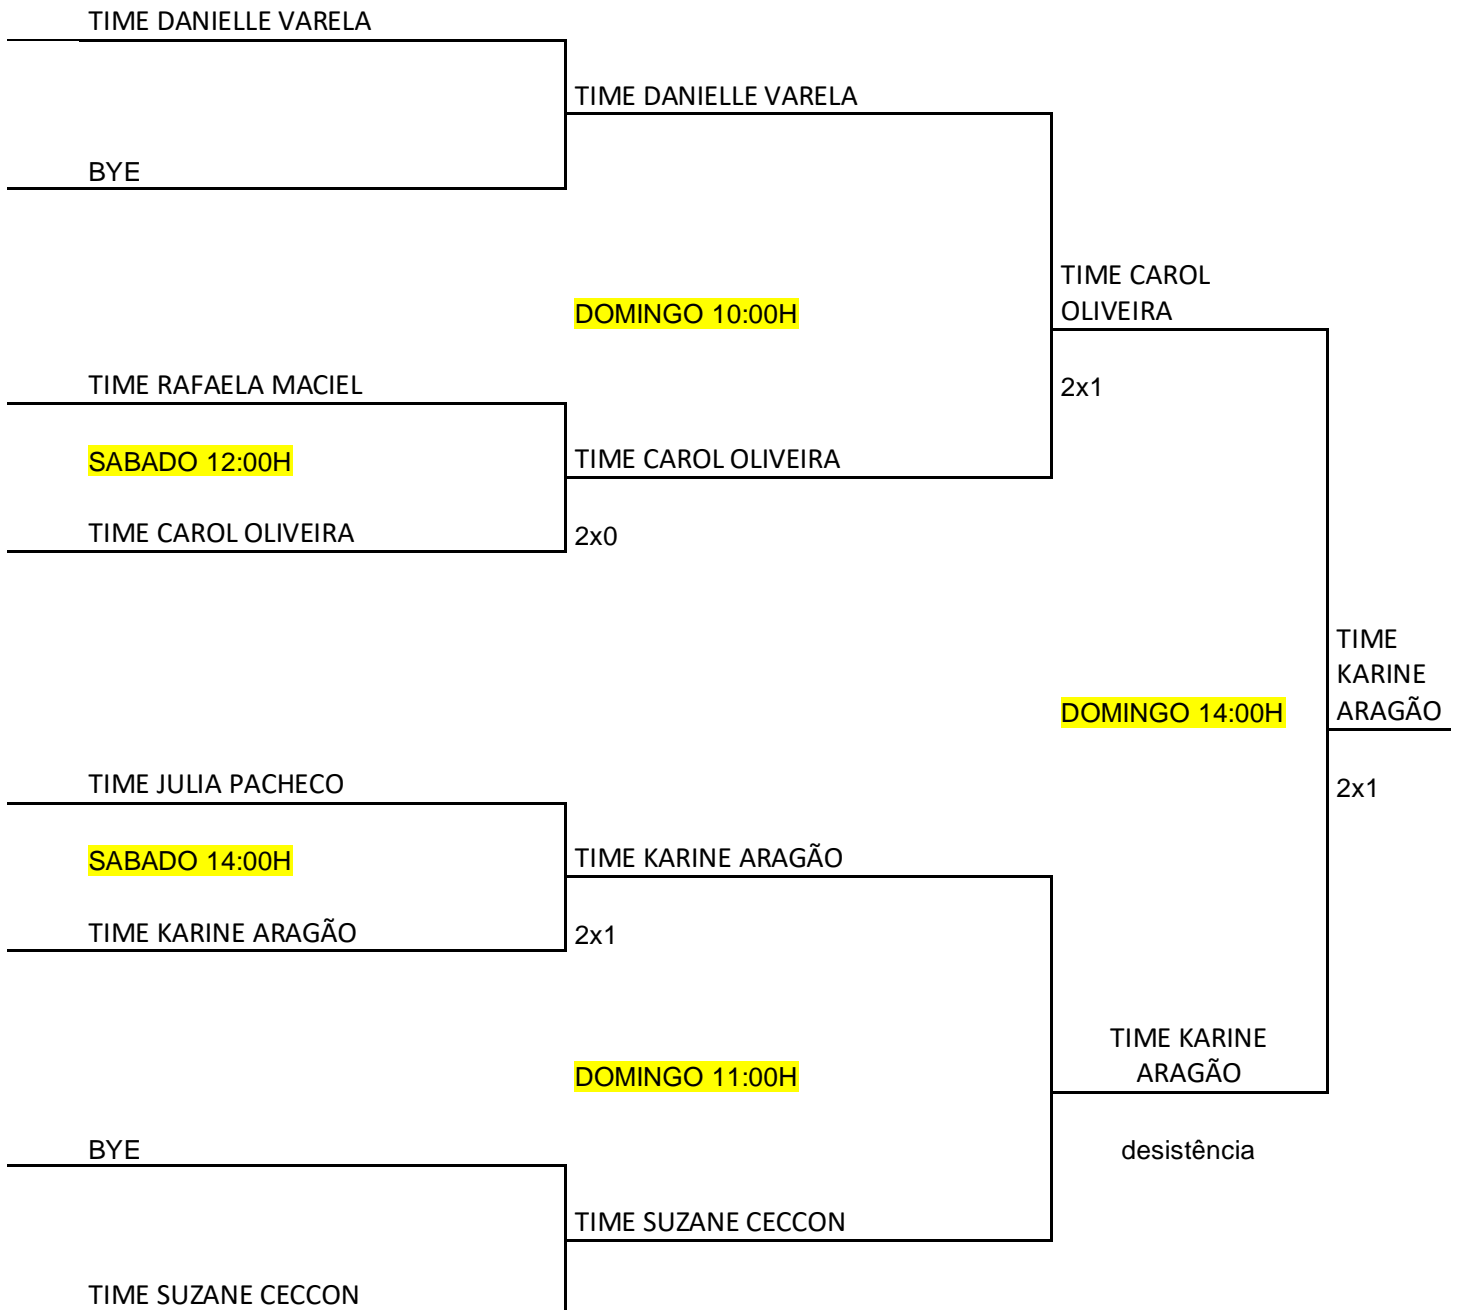 TIME DANIELLE VARELA
TIME DANIELLE VARELA
BYE
TIME CAROL
OLIVEIRA
DOMINGO 10:00H
TIME RAFAELA MACIEL
2x1
SABADO 12:00H
TIME CAROL OLIVEIRA
TIME CAROL OLIVEIRA
2x0
TIME
KARINE
ARAGÃO
DOMINGO 14:00H
TIME JULIA PACHECO
2x1
SABADO 14:00H
TIME KARINE ARAGÃO
TIME KARINE ARAGÃO
2x1
TIME KARINE
ARAGÃO
DOMINGO 11:00H
BYE
desistência
TIME SUZANE CECCON
TIME SUZANE CECCON